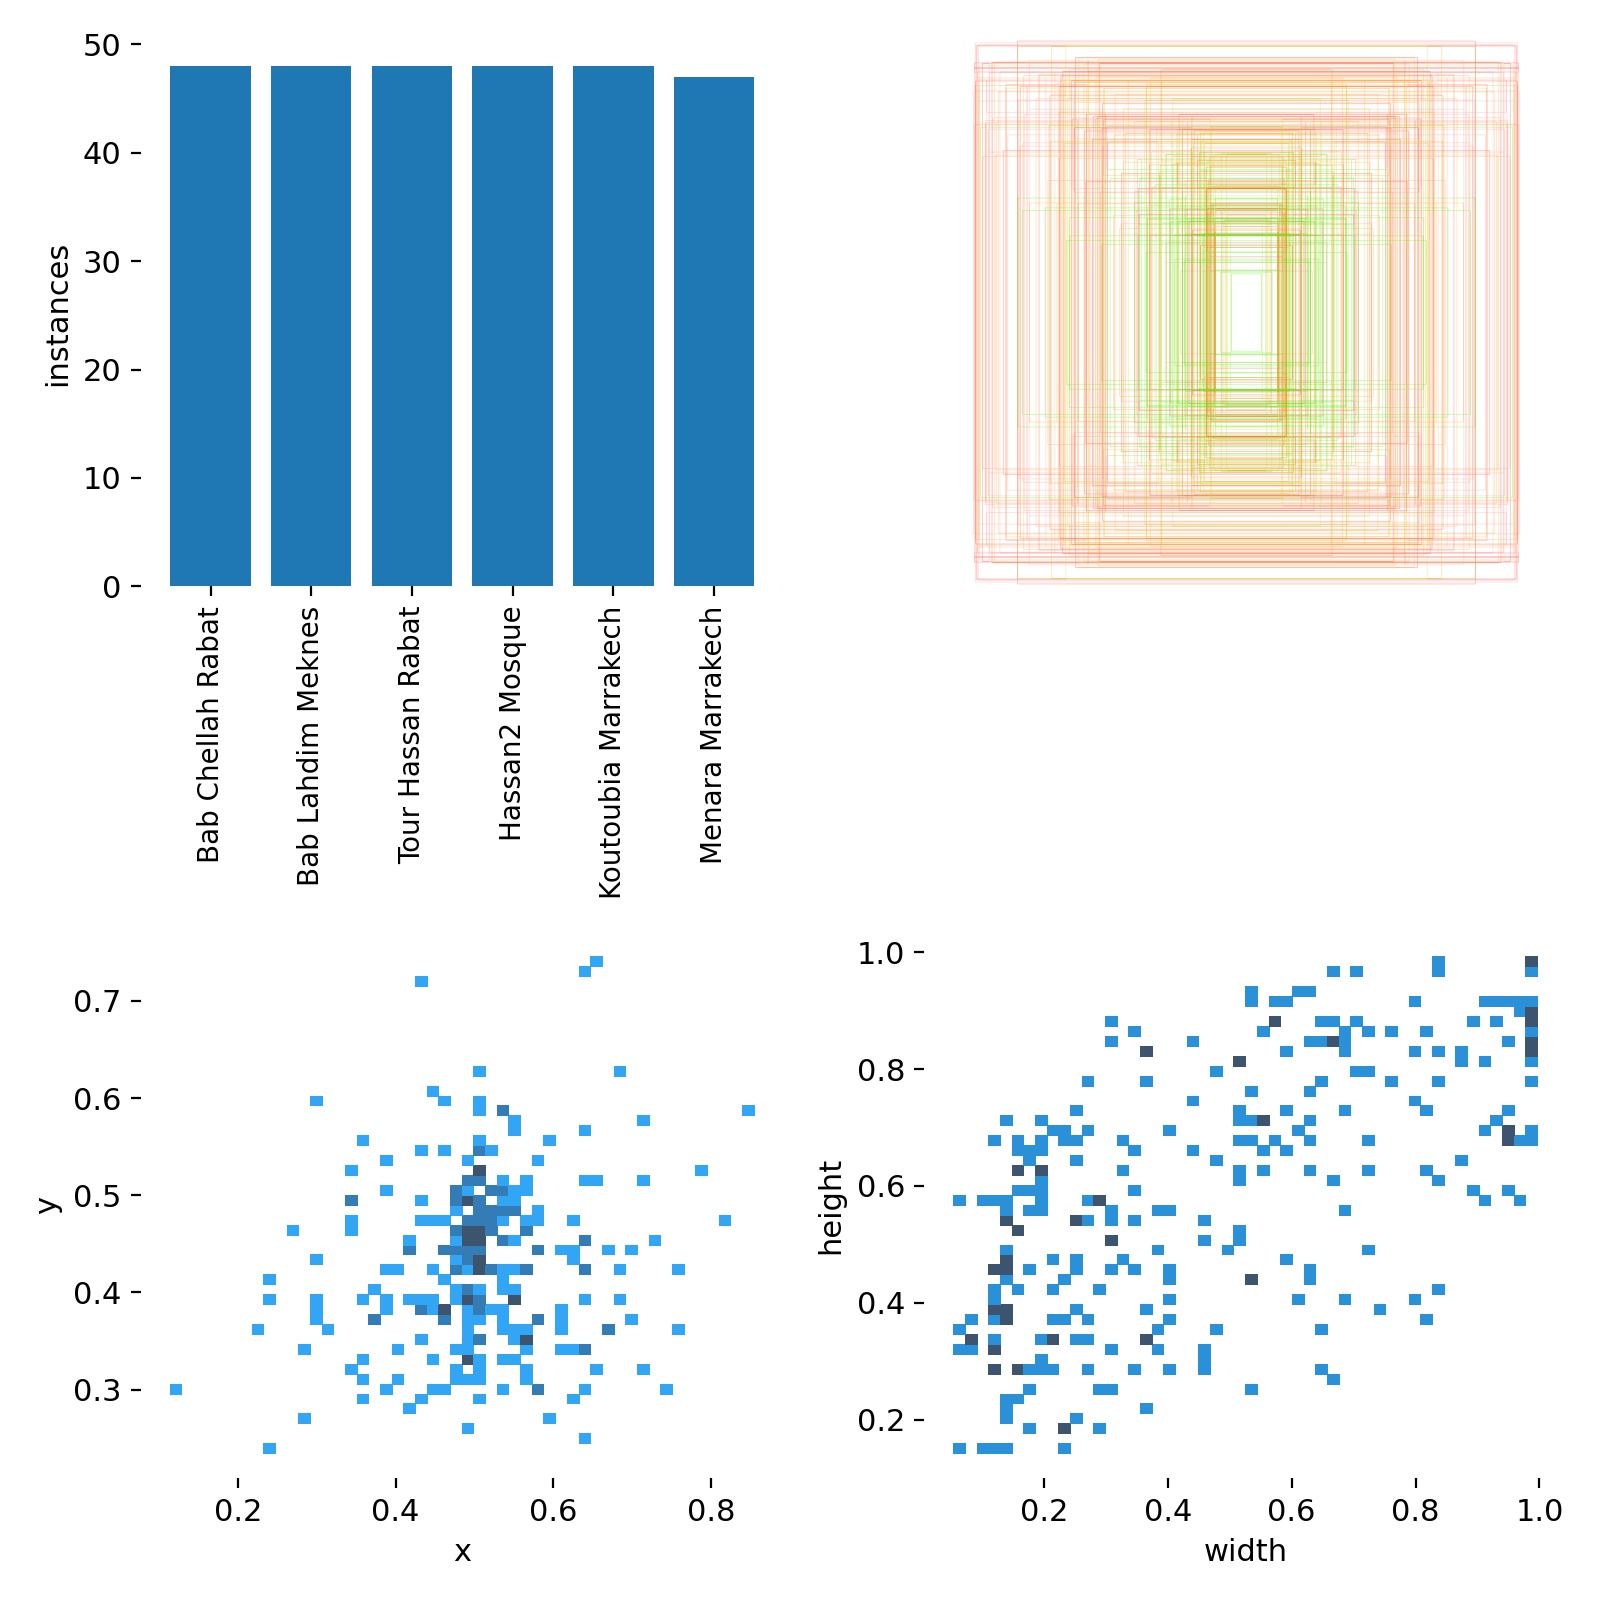 50
40
30
20
10
0
instances
Bab Chellah Rabat
Bab Lahdim Meknes
Tour Hassan Rabat
Hassan2 Mosque
Koutoubia Marrakech
Menara Marrakech
0.7
0.6
0.5
0.4
0.3
y
0.2 0.4 0.6 0.8
x
1.0
0.8
0.6
0.4
0.2
height
0.2 0.4 0.6 0.8 1.0
width